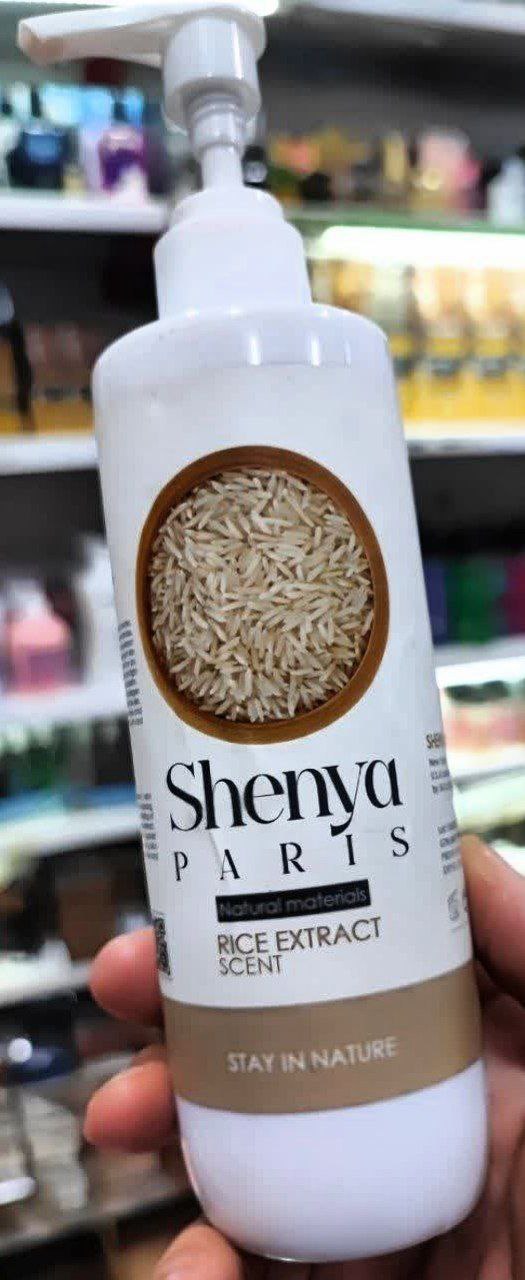 Shenya
PARIS
Natural materials
RICE EXTRACT
SCENT
STAY IN NATURE